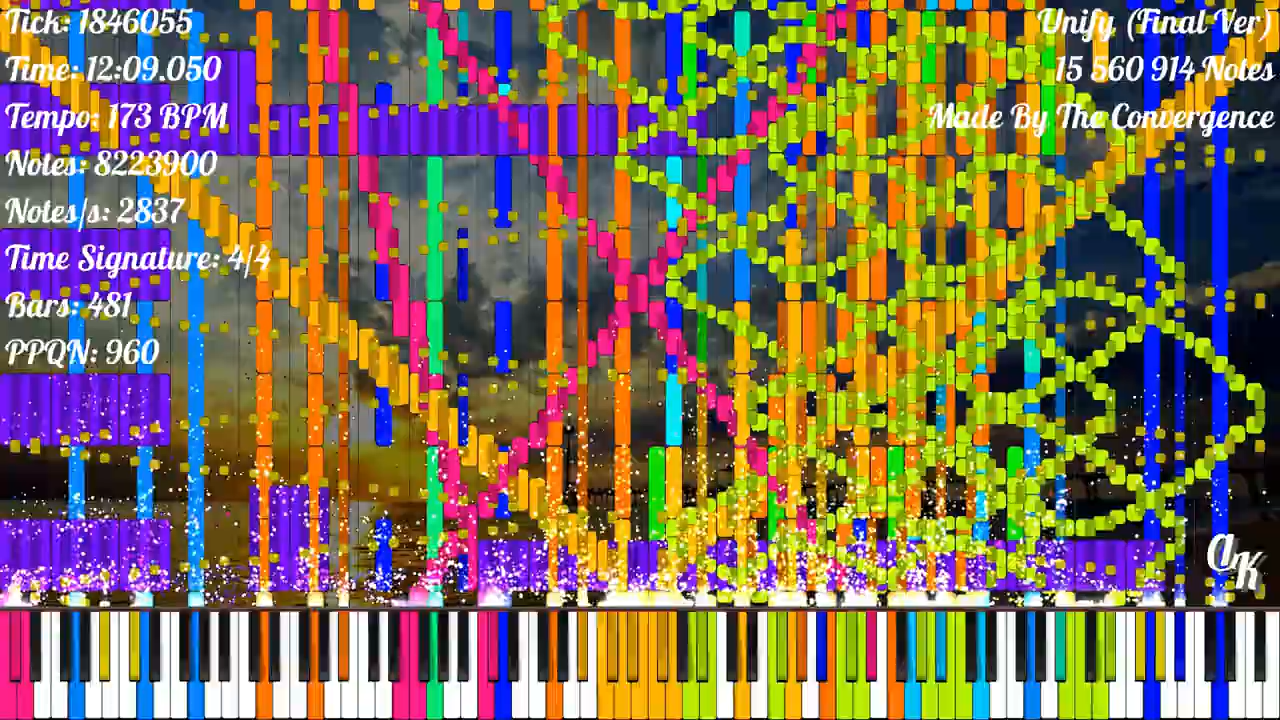 Tick: 1846055
Time: 12:09.050
Tempo: 173 BPM
Notes: 8223900
Notes/s: 2837
Time Signature: 4/4
Bars: 481
PPQN: 960
Unify (Final Ver)
15 560 914 Notes
Made By The Convergence
AK